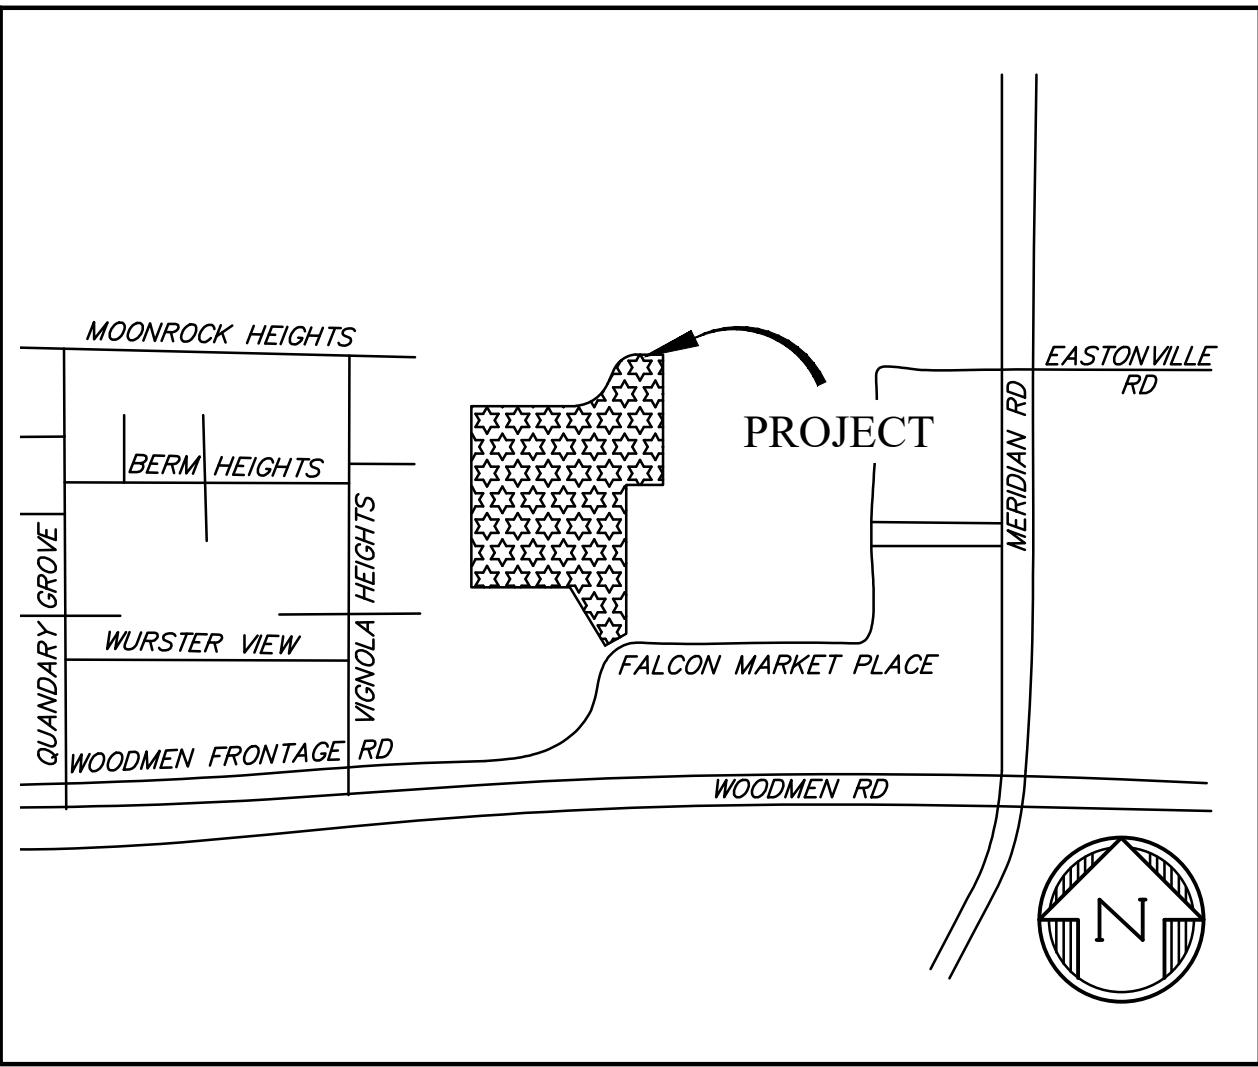 MOONROCK HEIGHTS
EASTONVILLE
RD
PROJECT
MERIDIAN RD
BERM HEIGHTS
QUANDARY GROVE
VIGNOLA HEIGHTS
WURSTER VIEW
FALCON MARKET PLACE
WOODMEN FRONTAGE RD
WOODMEN RD
N